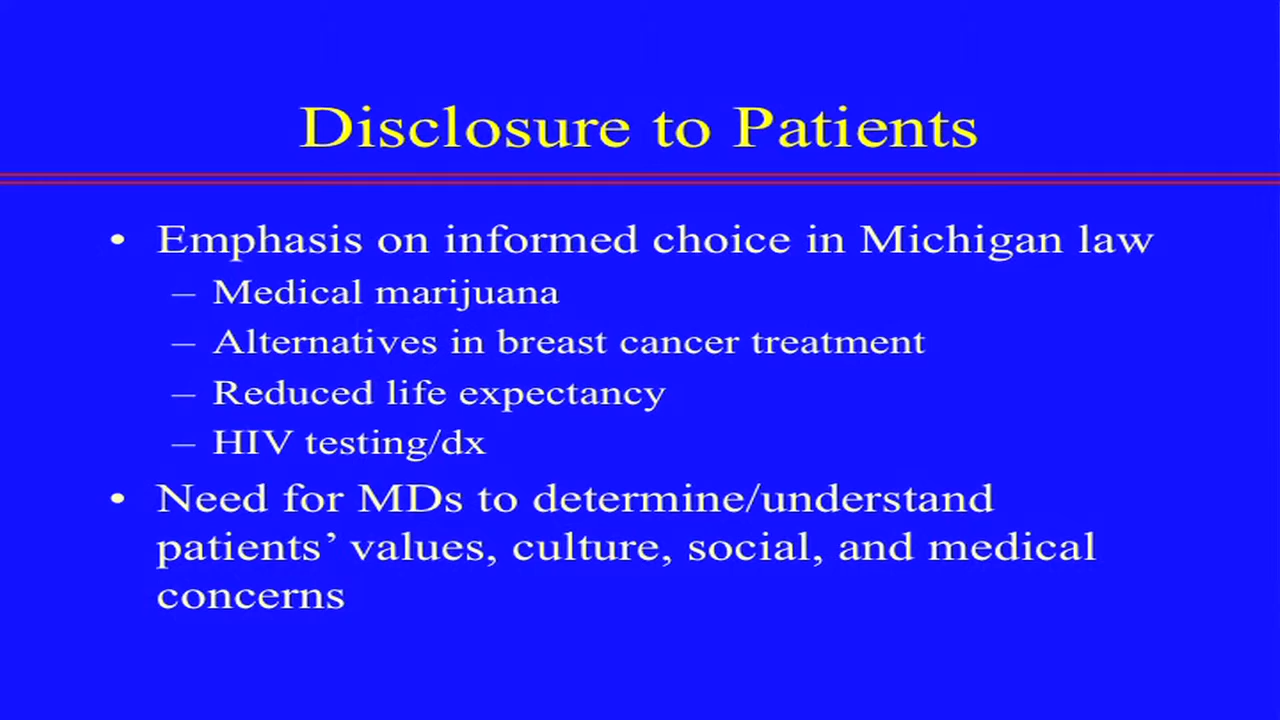 Disclosure to Patients
• Emphasis on informed choice in Michigan law
– Medical marijuana
– Alternatives in breast cancer treatment
– Reduced life expectancy
– HIV testing/dx
• Need for MDs to determine/understand
patients’ values, culture, social, and medical
concerns